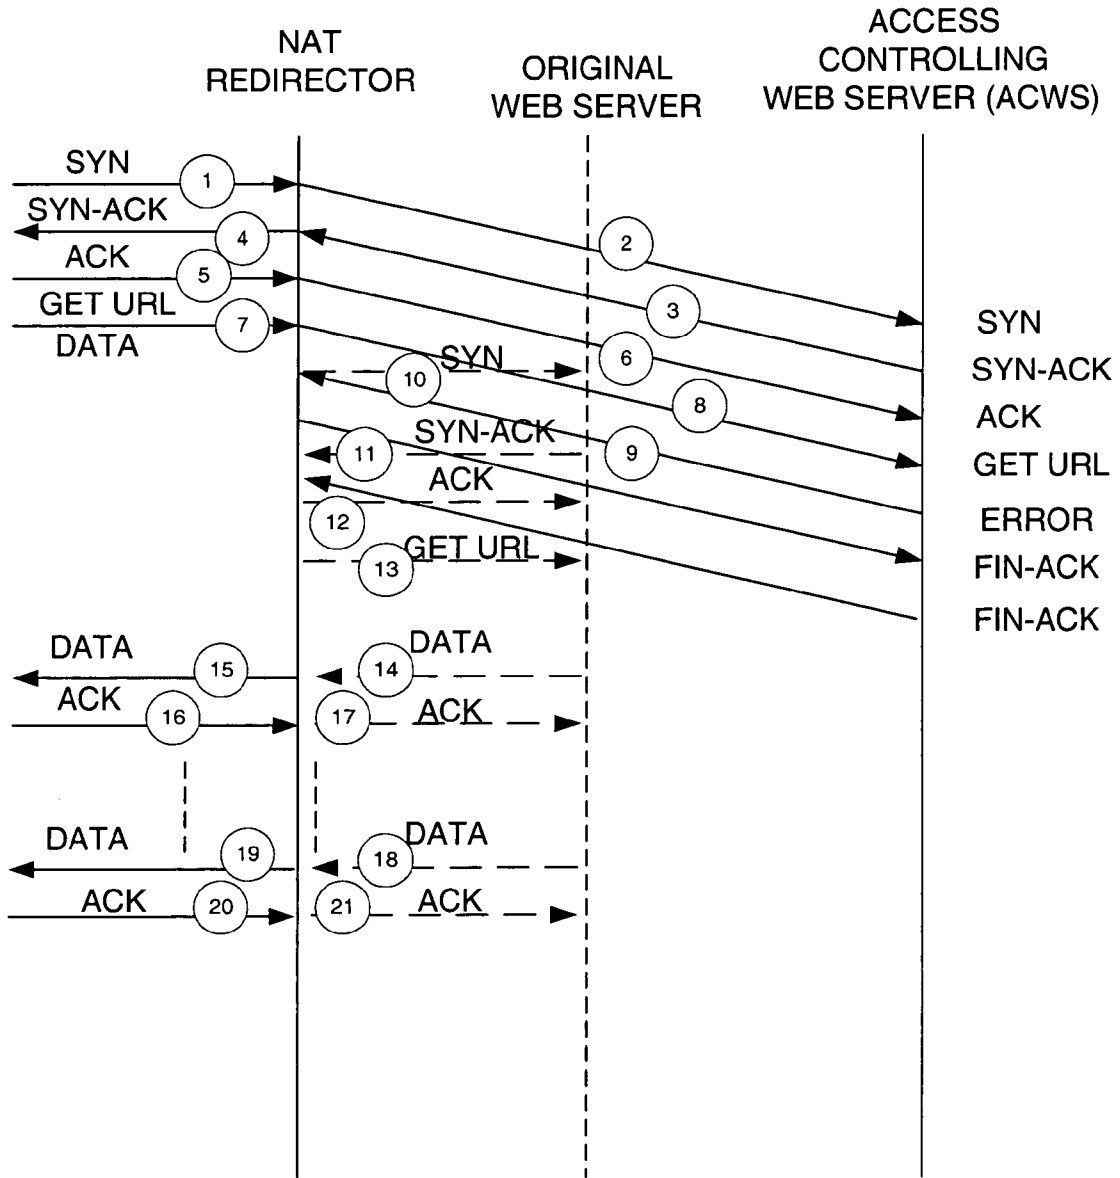 NAT
REDIRECTOR
ORIGINAL
WEB SERVER
ACCESS
CONTROLLING
WEB SERVER (ACWS)
SYN
1
SYN-ACK
4
2
ACK
5
3
SYN
GET URL
7
DATA
SYN
6
SYN-ACK
10
8
ACK
SYN-ACK
11
9
GET URL
ACK
12
ERROR
GET URL
13
FIN-ACK
FIN-ACK
DATA
15
DATA
14
ACK
16
17
ACK
DATA
19
DATA
18
ACK
20
21
ACK